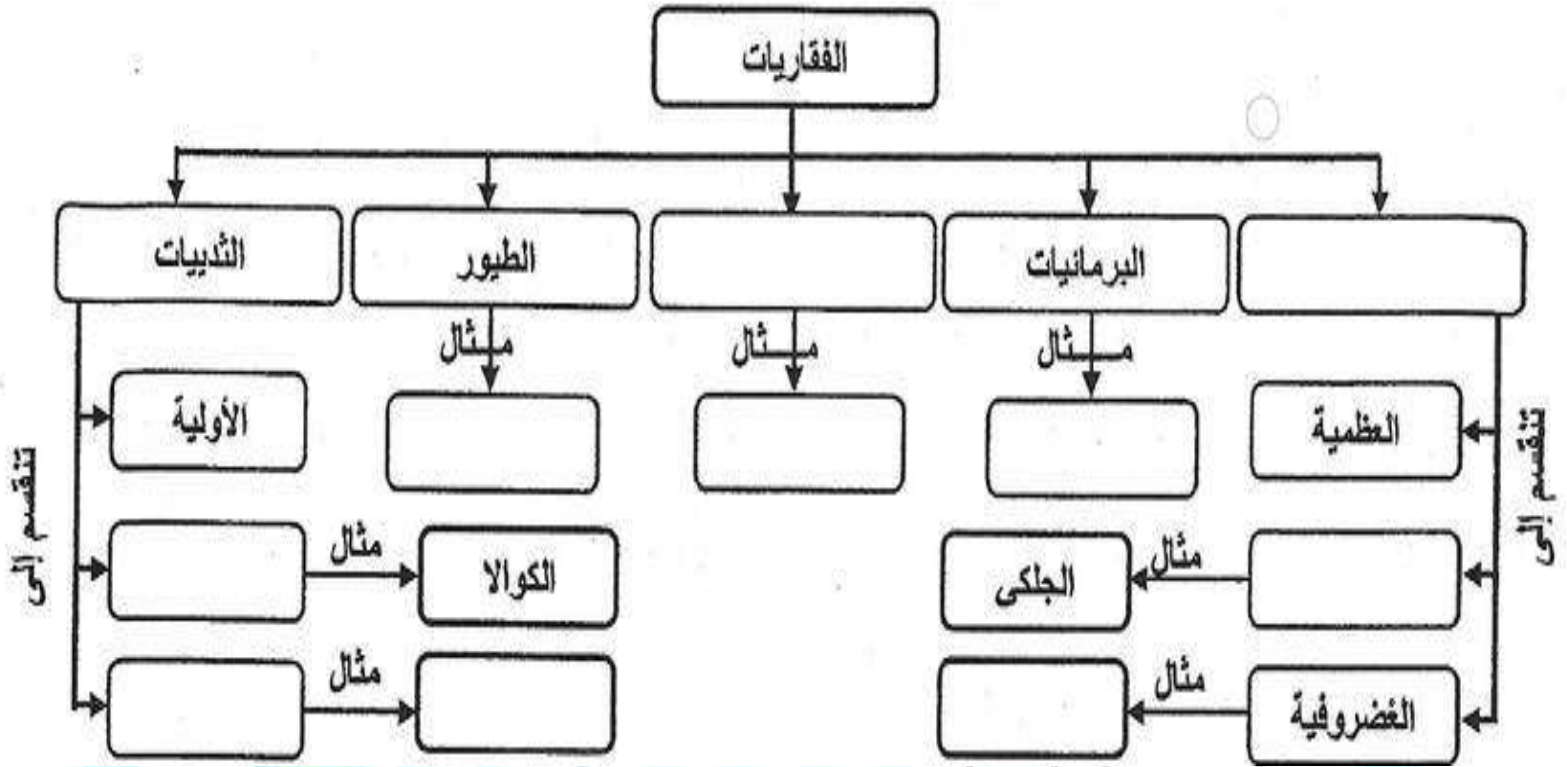 الفقاريات
البرمانيات
الطيور
الثدييات
مثال
مثال
مثال
تنقسم إلى
العظمية
الأولية
تنقسم إلى
مثال
الجلكى
الكوالا
مثال
الغضروفية
مثال
مثال